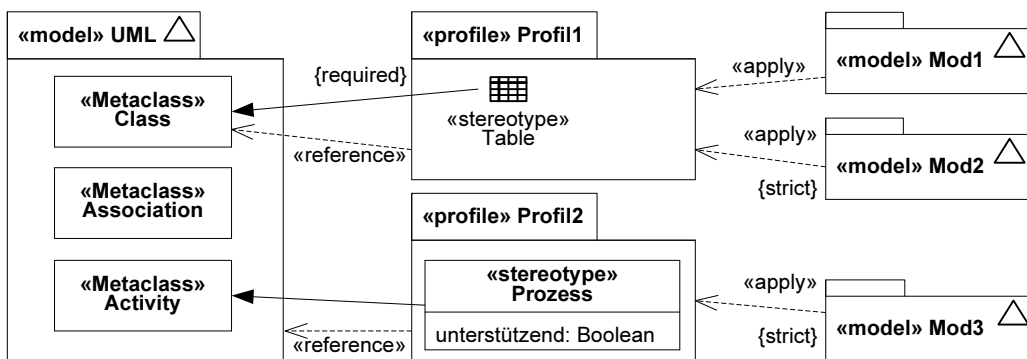 «model» UML
«Metaclass»
Class
«Metaclass»
Association
«Metaclass»
Activity
{required}
«reference»
«reference»
«profile» Profil1
«stereotype»
Table
«profile» Profil2
«stereotype»
Prozess
unterstützend: Boolean
«apply»
«apply»
{strict}
«apply»
{strict}
«model» Mod1
«model» Mod2
«model» Mod3